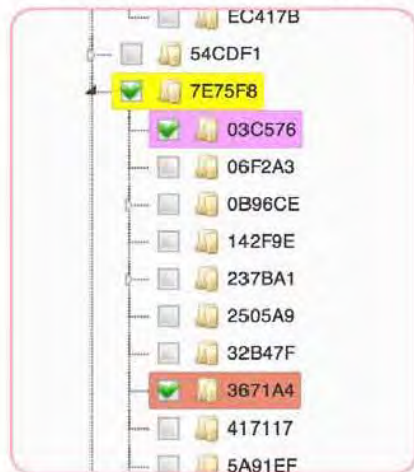 EC417B
54CDF1
7E75F8
03C576
06F2A3
0B96CE
142F9E
237BA1
2505A9
32B47F
3671A4
417117
5A91EF